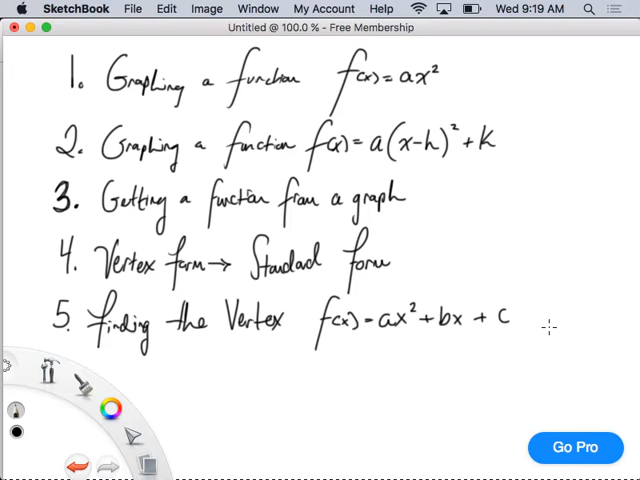 SketchBook File Edit Image Window My Account Help Wed 9:19 AM
Untitled @ 100.0 % - Free Membership
1. Graphing a function f(x) = ax²
2. Graphing a function f(x) = a(x-h)² + k
3. Getting a function from a graph
4. Vertex form → Standard form
5. Finding the Vertex f(x) = ax² + bx + c
Go Pro